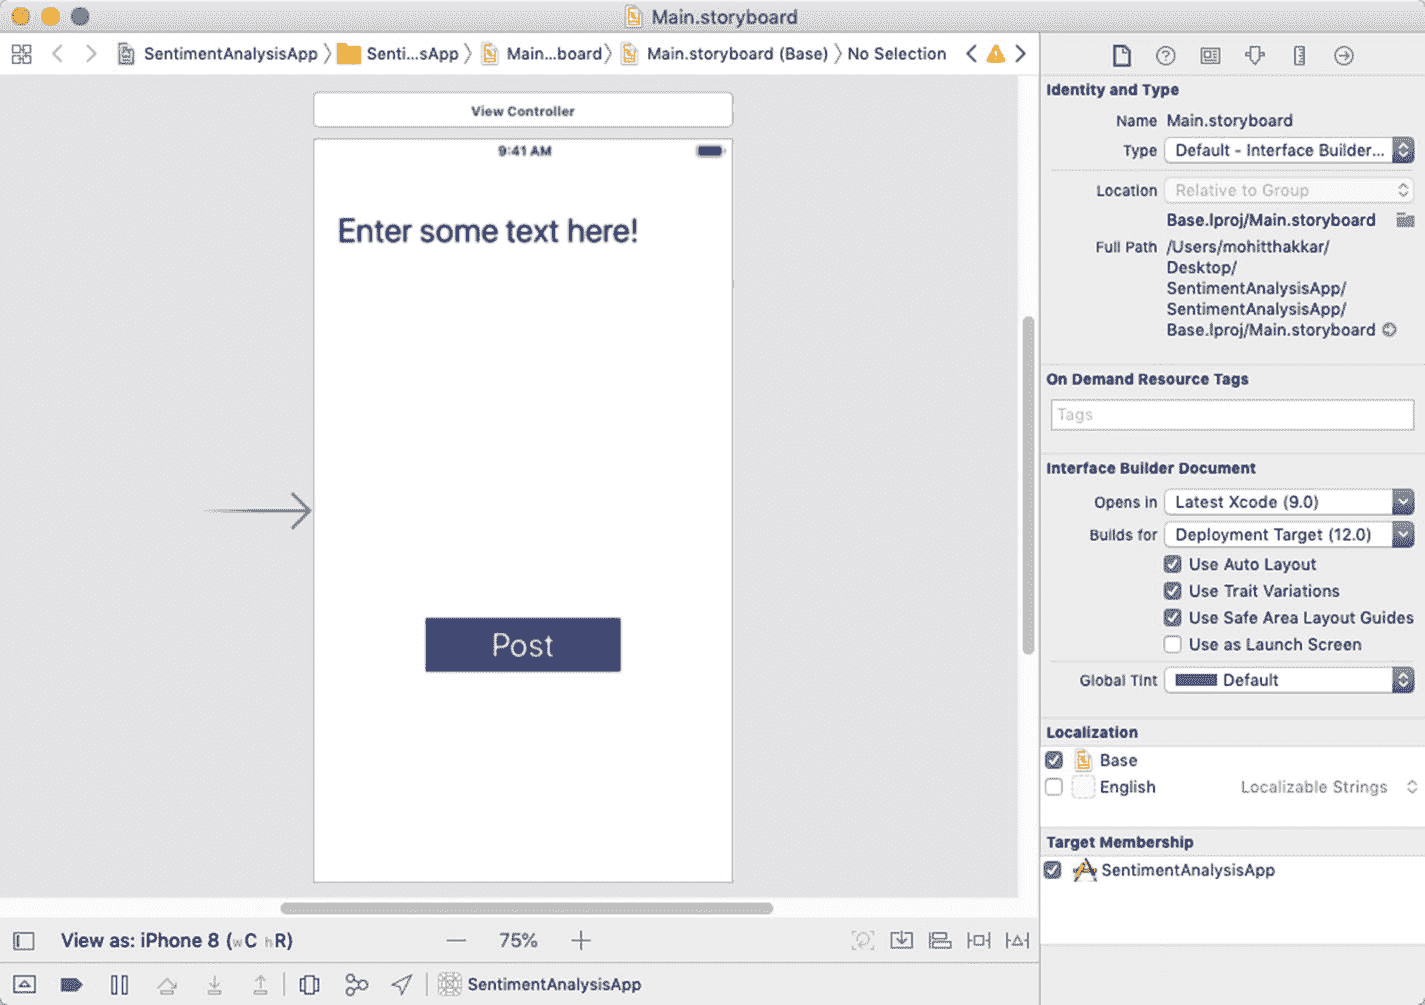 Main.storyboard
SentimentAnalysisApp
Senti...sApp
Main...board
Main.storyboard (Base)
No Selection
View Controller
9:41 AM
Enter some text here!
Post
Identity and Type
Name Main.storyboard
Type Default - Interface Builder...
Location Relative to Group
Base.lproj/Main.storyboard
Full Path /Users/mohitthakkar/
Desktop/
SentimentAnalysisApp/
SentimentAnalysisApp/
Base.lproj/Main.storyboard
On Demand Resource Tags
Tags
Interface Builder Document
Opens in Latest Xcode (9.0)
Builds for Deployment Target (12.0)
Use Auto Layout
Use Trait Variations
Use Safe Area Layout Guides
Use as Launch Screen
Global Tint Default
Localization
Base
English Localizable Strings
Target Membership
SentimentAnalysisApp
View as: iPhone 8 (wC hR)
75%
SentimentAnalysisApp